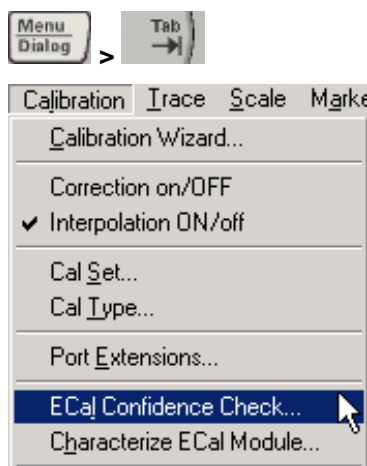 Menu
Dialog > Tab
Calibration Trace Scale Marke
Calibration Wizard...
Correction on/OFF
Interpolation ON/off
Cal Set...
Cal Type...
Port Extensions...
ECal Confidence Check...
Characterize ECal Module...